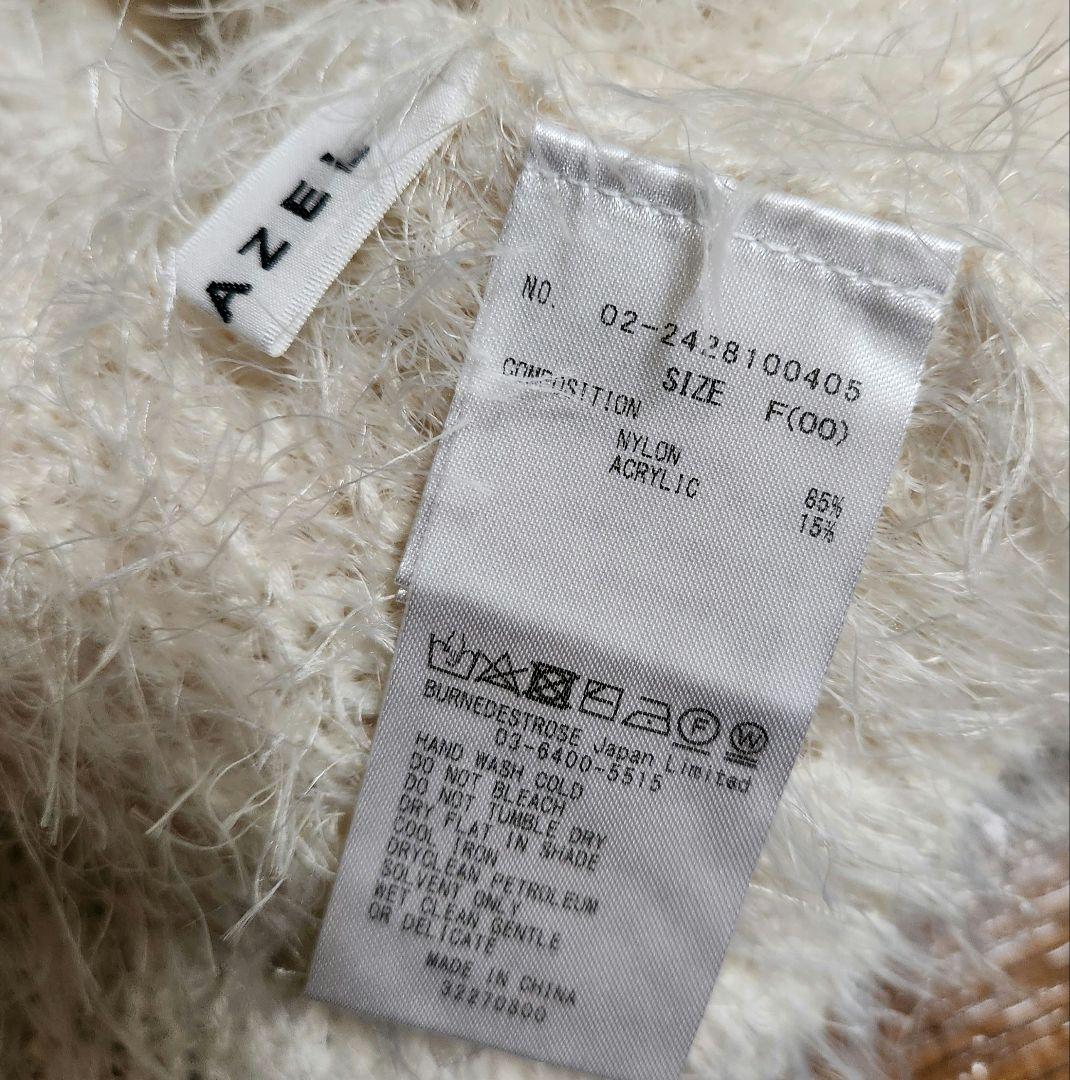 AZEL
NO. 02-2428100405
SIZE F(00)
COMPOSITION
NYLON 85%
ACRYLIC 15%
F W
BURNEDESTROSE Japan Limited
03-6400-5515
HAND WASH COLD
DO NOT BLEACH
DO NOT TUMBLE DRY
DRY FLAT IN SHADE
COOL IRON
DRYCLEAN PETROLEUM
SOLVENT ONLY
WET CLEAN GENTLE
OR DELICATE
MADE IN CHINA
32270800